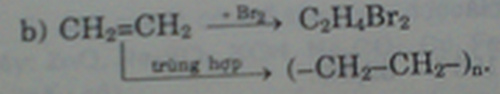 b) CH₂=CH₂ + Br₂ → C₂H₄Br₂
trùng hợp → (–CH₂–CH₂–)ₙ.